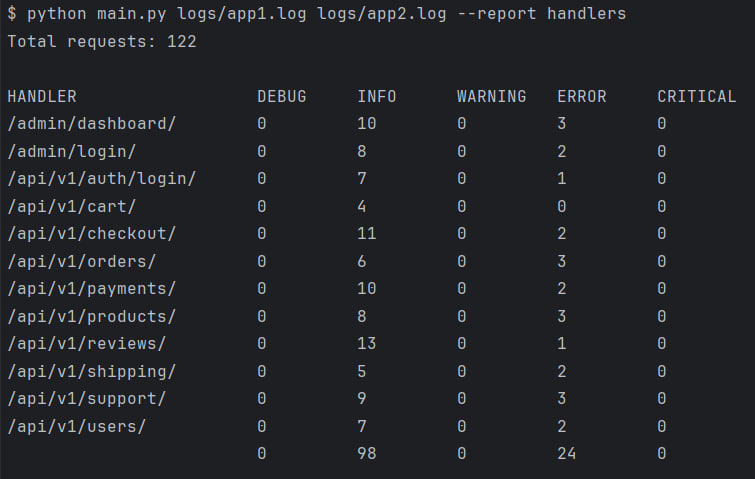 $ python main.py logs/app1.log logs/app2.log --report handlers
Total requests: 122

HANDLER                  DEBUG     INFO      WARNING   ERROR     CRITICAL
/admin/dashboard/        0         10        0         3         0
/admin/login/            0         8         0         2         0
/api/v1/auth/login/      0         7         0         1         0
/api/v1/cart/            0         4         0         0         0
/api/v1/checkout/        0         11        0         2         0
/api/v1/orders/          0         6         0         3         0
/api/v1/payments/        0         10        0         2         0
/api/v1/products/        0         8         0         3         0
/api/v1/reviews/         0         13        0         1         0
/api/v1/shipping/        0         5         0         2         0
/api/v1/support/         0         9         0         3         0
/api/v1/users/           0         7         0         2         0
                         0         98        0         24        0